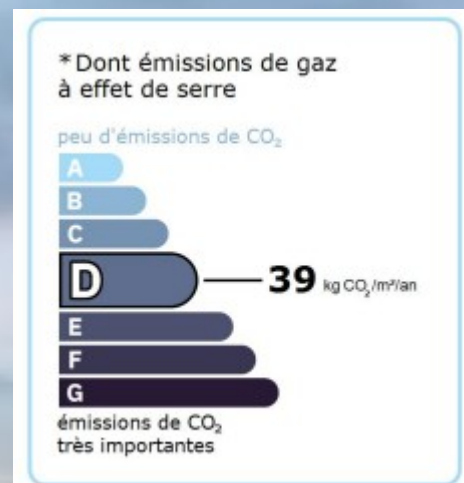 *Dont émissions de gaz
à effet de serre
peu d'émissions de CO₂
A
B
C
D 39 kg CO₂/m²/an
E
F
G
émissions de CO₂
très importantes